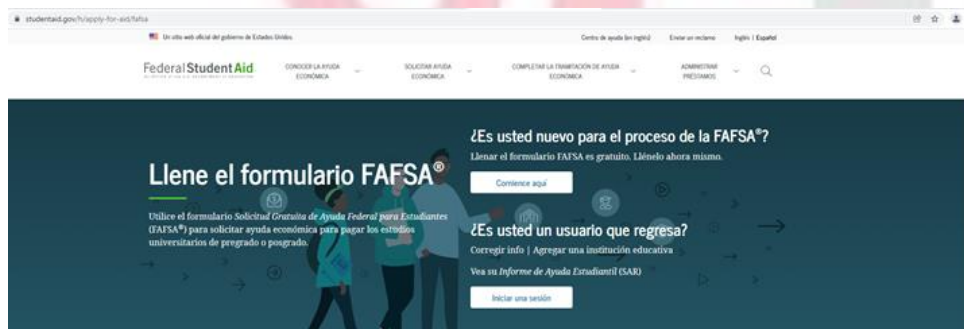 studentaid.gov/h/apply-for-aid/fafsa
Un sitio web oficial del gobierno de Estados Unidos.
Centro de ayuda (en inglés) Enviar un reclamo Inglés | Español
Federal Student Aid
CONOCER LA AYUDA
ECONÓMICA
SOLICITAR AYUDA
ECONÓMICA
COMPLETAR LA TRAMITACIÓN DE AYUDA
ECONÓMICA
ADMINISTRAR
PRÉSTAMOS
Llene el formulario FAFSA®
Utilice el formulario Solicitud Gratuita de Ayuda Federal para Estudiantes
(FAFSA®) para solicitar ayuda económica para pagar los estudios
universitarios de pregrado o posgrado.
¿Es usted nuevo para el proceso de la FAFSA®?
Llenar el formulario FAFSA es gratuito. Llénelo ahora mismo.
Comience aquí
¿Es usted un usuario que regresa?
Corregir info | Agregar una institución educativa
Vea su Informe de Ayuda Estudiantil (SAR)
Iniciar una sesión